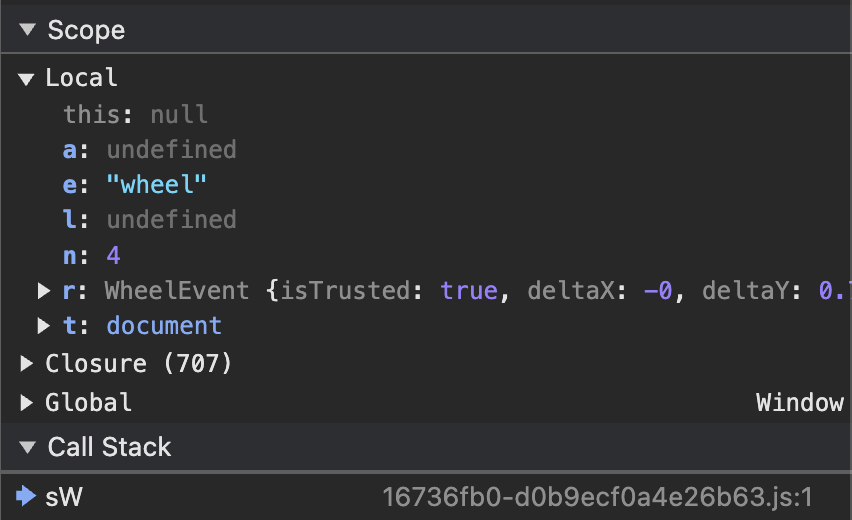 Scope
Local
this: null
a: undefined
e: "wheel"
l: undefined
n: 4
r: WheelEvent {isTrusted: true, deltaX: -0, deltaY: 0.
t: document
Closure (707)
Global Window
Call Stack
sW 16736fb0-d0b9ecf0a4e26b63.js:1